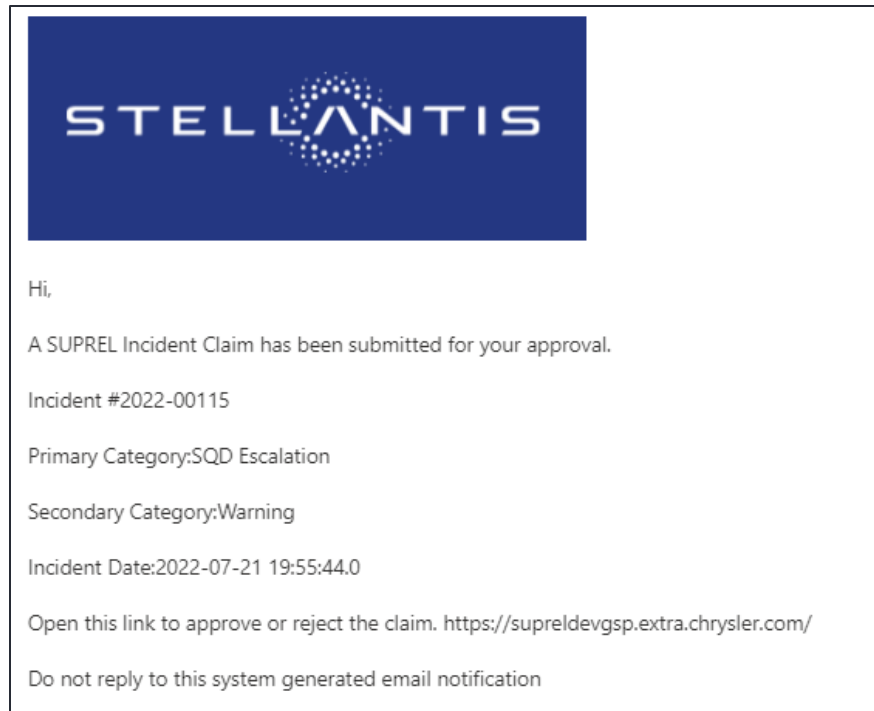 STELLANTIS
Hi,
A SUPREL Incident Claim has been submitted for your approval.
Incident #2022-00115
Primary Category:SQD Escalation
Secondary Category:Warning
Incident Date:2022-07-21 19:55:44.0
Open this link to approve or reject the claim. https://supreldevgsp.extra.chrysler.com/
Do not reply to this system generated email notification